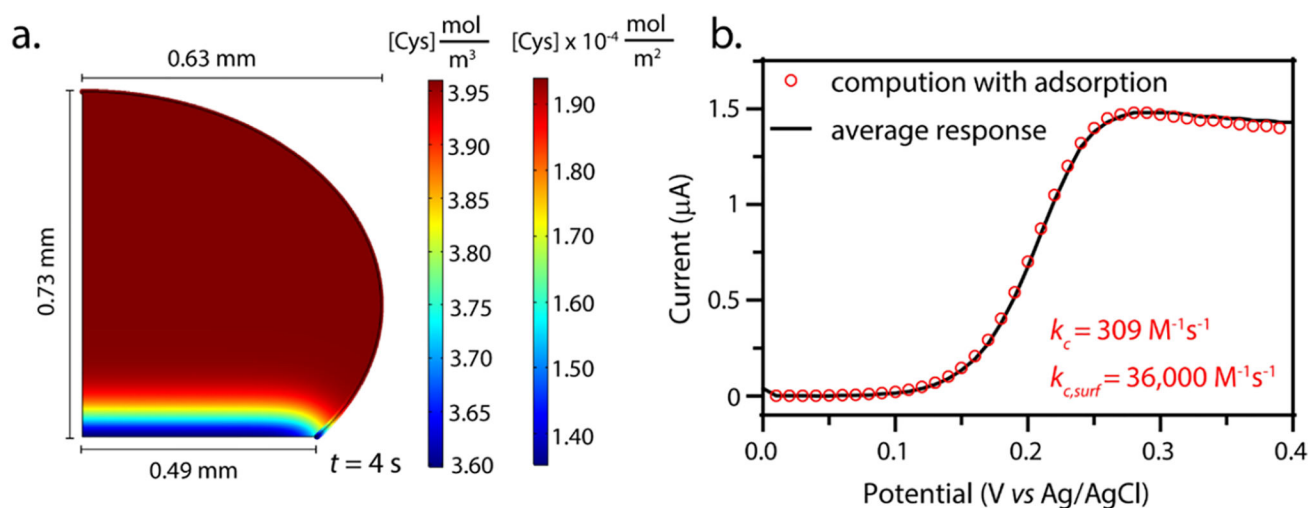 a.
0.63 mm
0.73 mm
0.49 mm
t = 4 s
[Cys] mol/m³
3.95
3.90
3.85
3.80
3.75
3.70
3.65
3.60
[Cys] x 10⁻⁴ mol/m²
1.90
1.80
1.70
1.60
1.50
1.40
b.
compution with adsorption
average response
k_c = 309 M⁻¹s⁻¹
k_c,surf = 36,000 M⁻¹s⁻¹
Current (µA)
1.5
1
0.5
0
0.0
0.1
0.2
0.3
0.4
Potential (V vs Ag/AgCl)